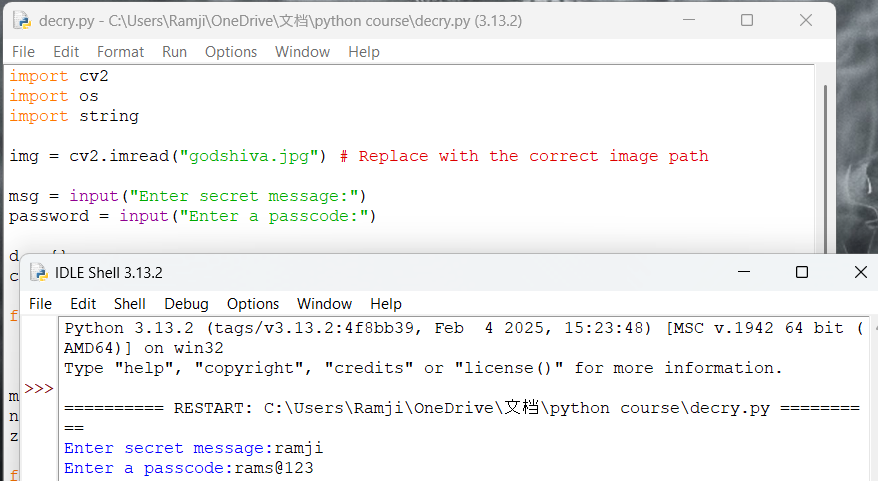 decry.py - C:\Users\Ramji\OneDrive\文档\python course\decry.py (3.13.2)
File Edit Format Run Options Window Help
import cv2
import os
import string
img = cv2.imread("godshiva.jpg") # Replace with the correct image path
msg = input("Enter secret message:")
password = input("Enter a passcode:")
d
c
f
m
n
z
f
IDLE Shell 3.13.2
File Edit Shell Debug Options Window Help
Python 3.13.2 (tags/v3.13.2:4f8bb39, Feb  4 2025, 15:23:48) [MSC v.1942 64 bit (
AMD64)] on win32
Type "help", "copyright", "credits" or "license()" for more information.
>>>
========== RESTART: C:\Users\Ramji\OneDrive\文档\python course\decry.py ========
==
Enter secret message:ramji
Enter a passcode:rams@123